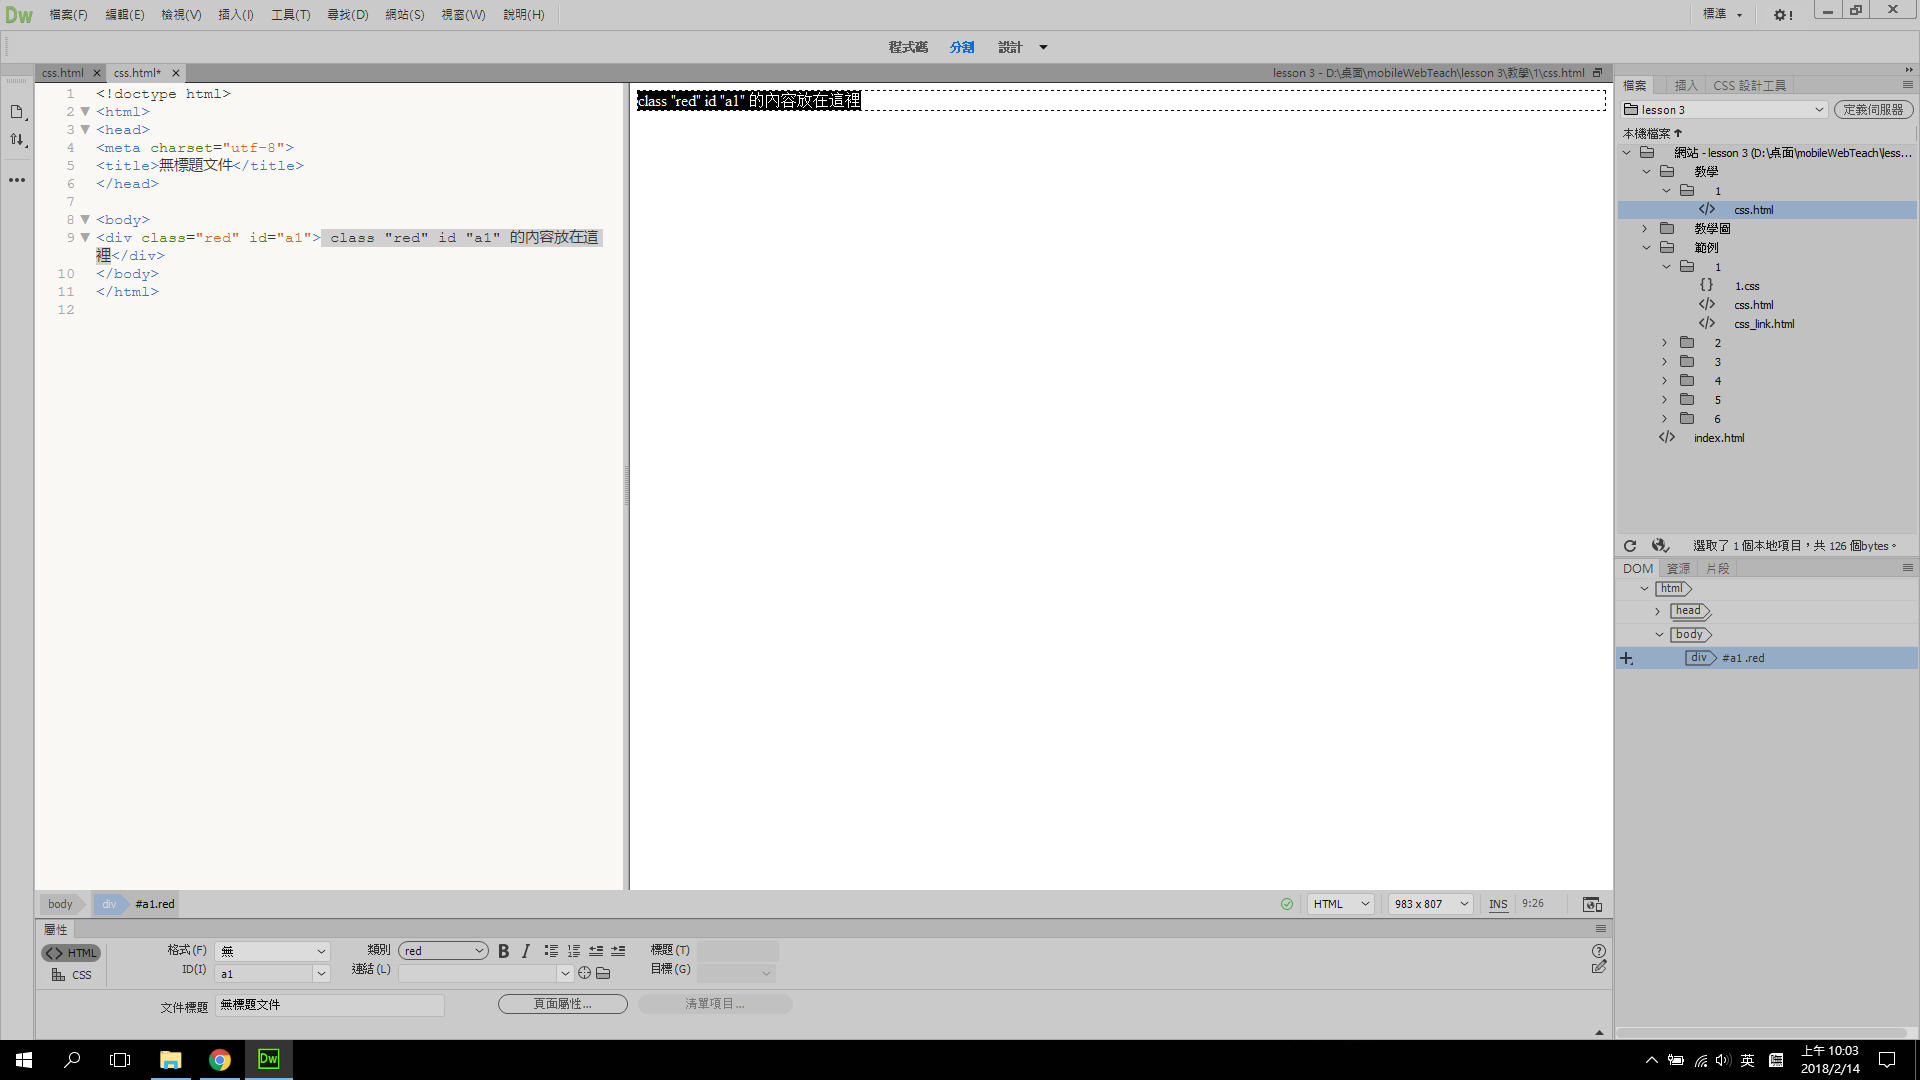 Dw 檔案(F) 編輯(E) 檢視(V) 插入(I) 工具(T) 尋找(D) 網站(S) 視窗(W) 說明(H) 標準 !
程式碼 分割 設計
css.html × css.html* × lesson 3 - D:\桌面\mobileWebTeach\lesson 3\教學\1\css.html
1 <!doctype html>
2 <html>
3 <head>
4 <meta charset="utf-8">
5 <title>無標題文件</title>
6 </head>
7
8 <body>
9 <div class="red" id="a1"> class "red" id "a1" 的內容放在這
裡</div>
10 </body>
11 </html>
12
class "red" id "a1" 的內容放在這裡
檔案 插入 CSS 設計工具
lesson 3 定義伺服器
本機檔案
網站 - lesson 3 (D:\桌面\mobileWebTeach\less...
教學
1
css.html
教學圖
範例
1
1.css
css.html
css_link.html
2
3
4
5
6
index.html
選取了 1 個本地項目，共 126 個bytes。
DOM 資源 片段
html
head
body
div #a1 .red
body div #a1.red HTML 983 x 807 INS 9:26
屬性
HTML 格式(F) 無 類別 red B I 標題(T)
CSS ID(I) a1 連結(L) 目標(G)
文件標題 無標題文件 頁面屬性... 清單項目...
Dw 英 上午 10:03
2018/2/14